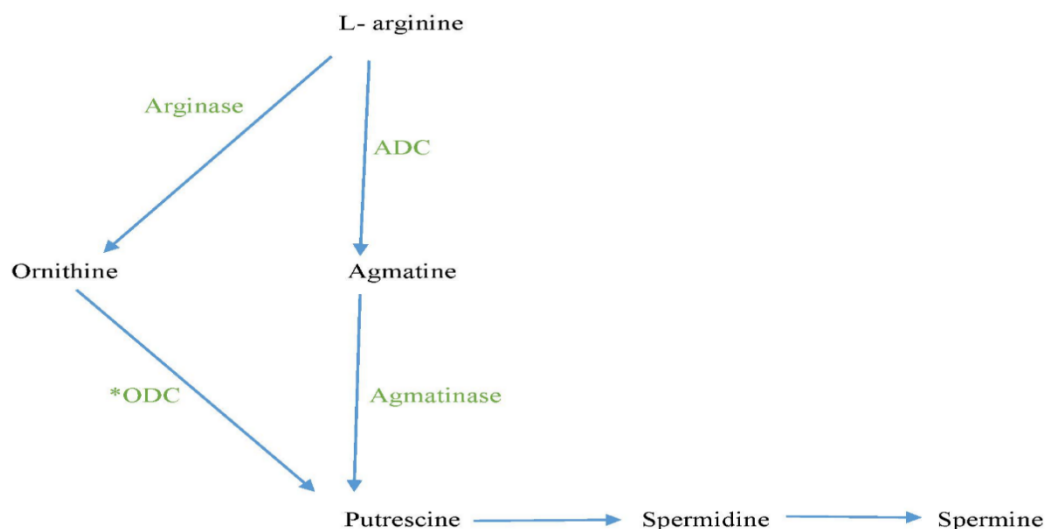 L- arginine
Arginase
ADC
Ornithine
Agmatine
*ODC
Agmatinase
Putrescine
Spermidine
Spermine